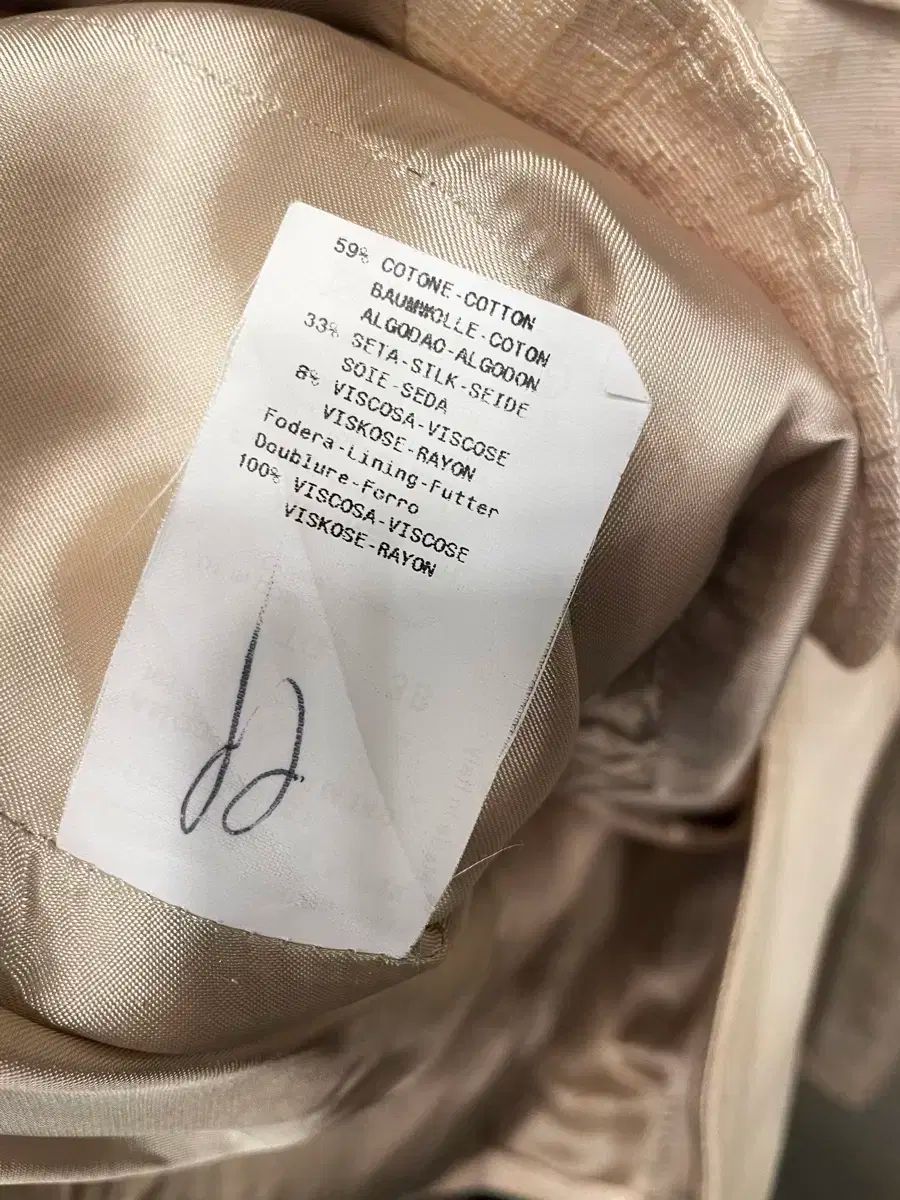 59% COTONE-COTTON
BAUMWOLLE-COTON
ALGODAO-ALGODON
33% SETA-SILK-SEIDE
SOIE-SEDA
8% VISCOSA-VISCOSE
VISKOSE-RAYON
Fodera-Lining-Futter
Doublure-Forro
100% VISCOSA-VISCOSE
VISKOSE-RAYON